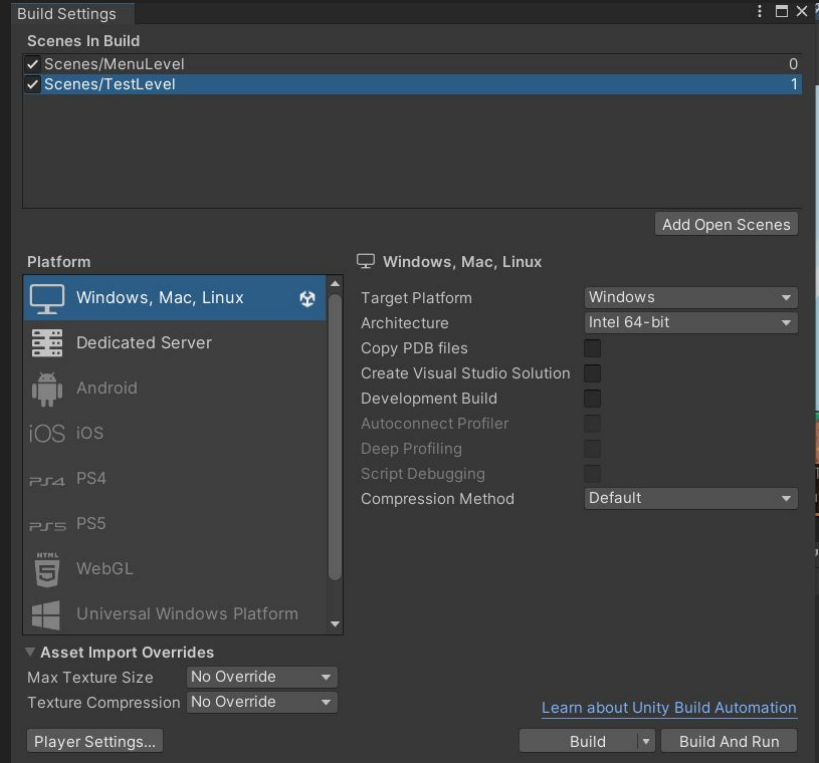 Build Settings
Scenes In Build
Scenes/MenuLevel 0
Scenes/TestLevel 1
Add Open Scenes
Platform
Windows, Mac, Linux
Dedicated Server
Android
iOS iOS
PS4 PS4
PS5 PS5
HTML
5 WebGL
Universal Windows Platform
Windows, Mac, Linux
Target Platform Windows
Architecture Intel 64-bit
Copy PDB files
Create Visual Studio Solution
Development Build
Autoconnect Profiler
Deep Profiling
Script Debugging
Compression Method Default
Asset Import Overrides
Max Texture Size No Override
Texture Compression No Override
Learn about Unity Build Automation
Player Settings...
Build
Build And Run